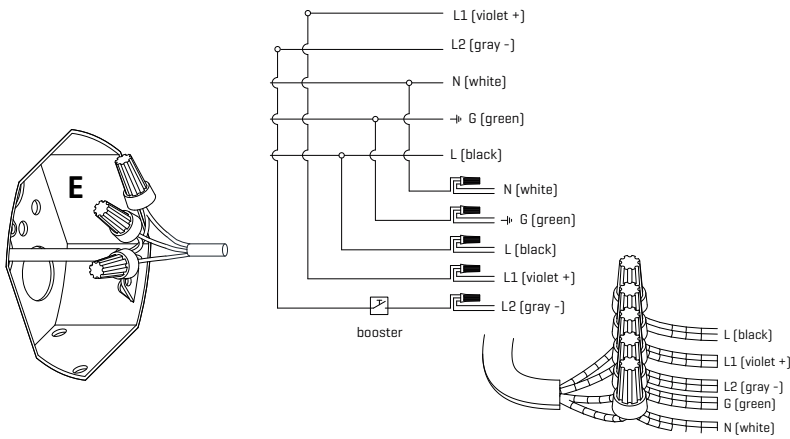 L1 (violet +)
L2 (gray -)
N (white)
G (green)
L (black)
E
N (white)
G (green)
L (black)
L1 (violet +)
L2 (gray -)
booster
L (black)
L1 (violet +)
L2 (gray -)
G (green)
N (white)